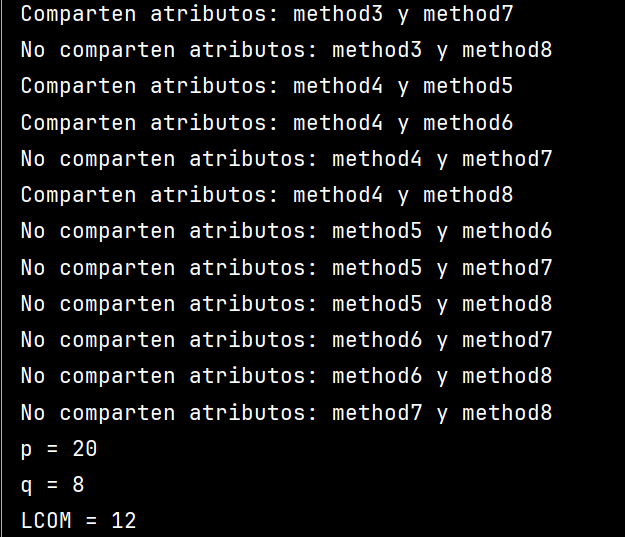 Comparten atributos: method3 y method7
No comparten atributos: method3 y method8
Comparten atributos: method4 y method5
Comparten atributos: method4 y method6
No comparten atributos: method4 y method7
Comparten atributos: method4 y method8
No comparten atributos: method5 y method6
No comparten atributos: method5 y method7
No comparten atributos: method5 y method8
No comparten atributos: method6 y method7
No comparten atributos: method6 y method8
No comparten atributos: method7 y method8
p = 20
q = 8
LCOM = 12